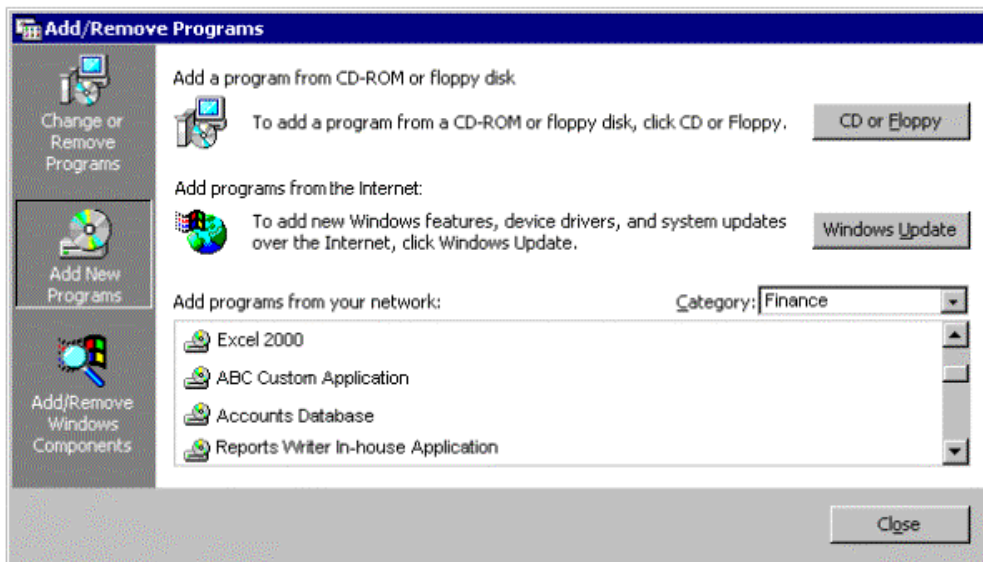 Add/Remove Programs
Change or
Remove
Programs
Add New
Programs
Add/Remove
Windows
Components
Add a program from CD-ROM or floppy disk
To add a program from a CD-ROM or floppy disk, click CD or Floppy.
CD or Floppy
Add programs from the Internet:
To add new Windows features, device drivers, and system updates
over the Internet, click Windows Update.
Windows Update
Add programs from your network:
Category: Finance
Excel 2000
ABC Custom Application
Accounts Database
Reports Writer In-house Application
Close